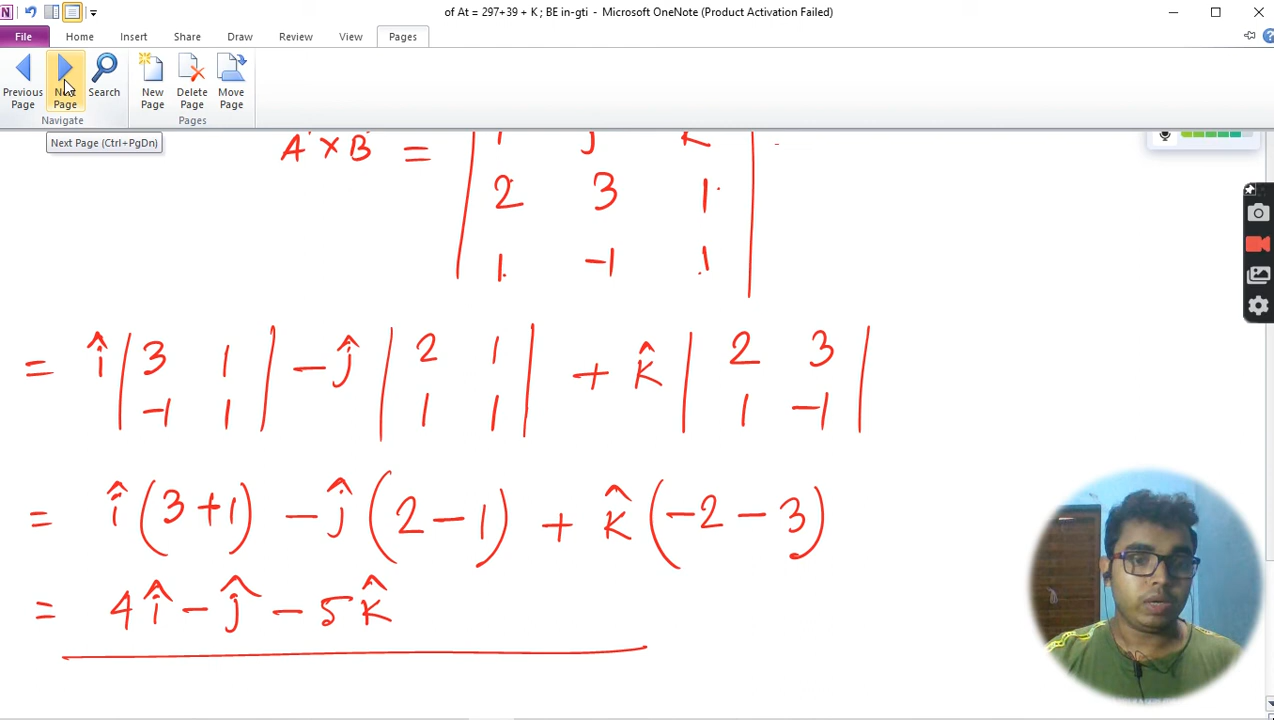 of At = 297+39 + K ; BE in-gti - Microsoft OneNote (Product Activation Failed)
File Home Insert Share Draw Review View Pages
Previous Page Next Page Search New Page Delete Page Move Page
Navigate Pages
Next Page (Ctrl+PgDn)
A × B = | i j k |
2 3 1
1 -1 1
= î | 3 1 | - ĵ | 2 1 | + k̂ | 2 3 |
-1 1 1 1 1 -1
= î (3+1) - ĵ (2-1) + k̂ (-2-3)
= 4î - ĵ - 5k̂